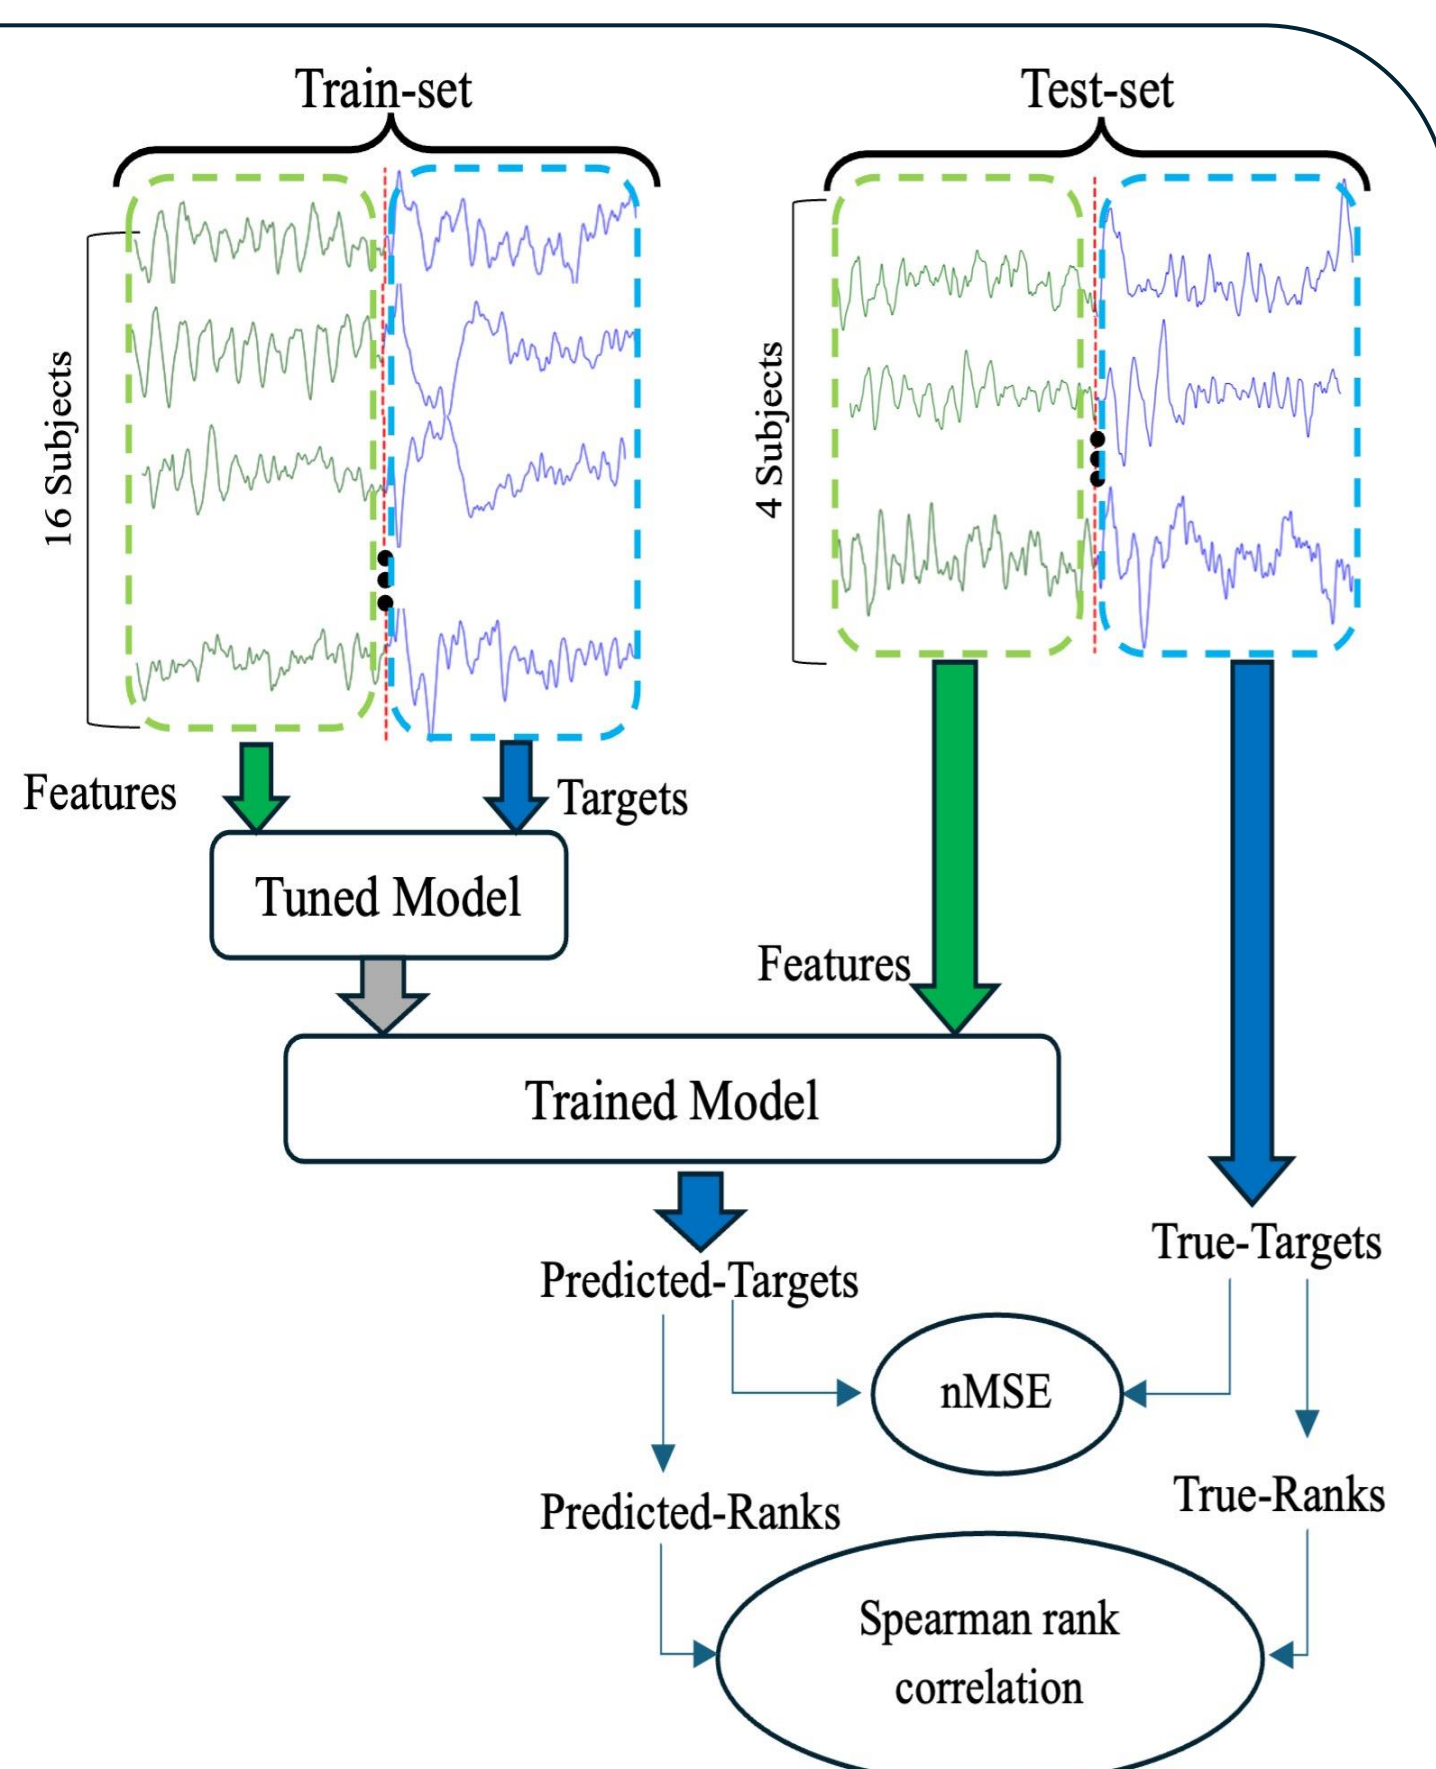 Train-set
Test-set
16 Subjects
4 Subjects
Features
Targets
Tuned Model
Features
Trained Model
True-Targets
Predicted-Targets
nMSE
True-Ranks
Predicted-Ranks
Spearman rank
correlation